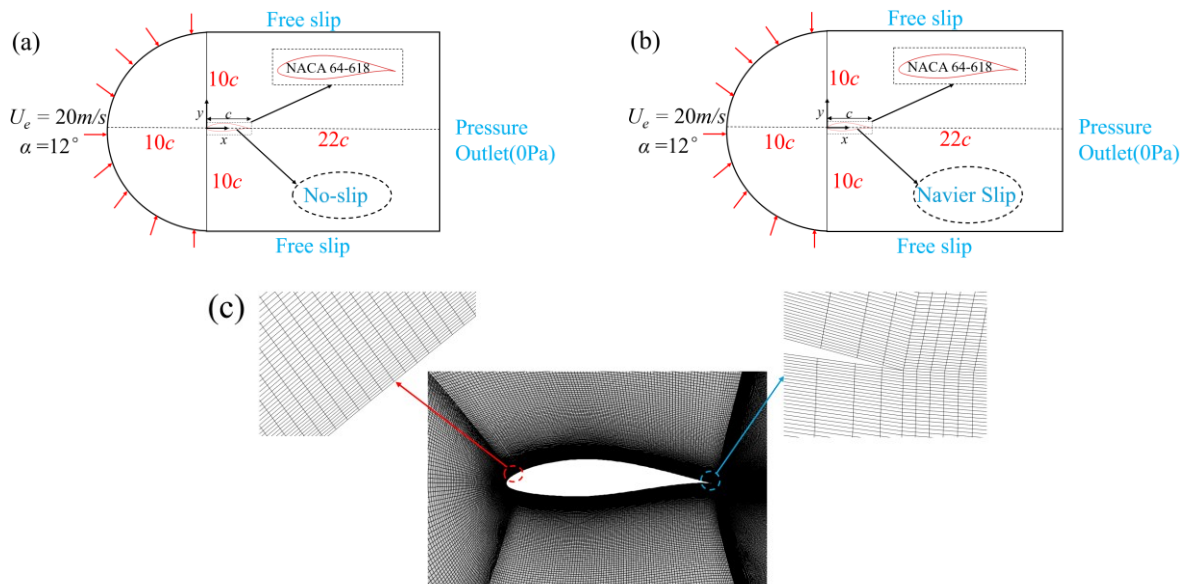 (a)
Free slip
NACA 64-618
10c
y
c
U_e = 20m/s
α =12°
10c
x
22c
Pressure
Outlet(0Pa)
10c
No-slip
Free slip
(b)
Free slip
NACA 64-618
10c
y
c
U_e = 20m/s
α =12°
10c
x
22c
Pressure
Outlet(0Pa)
10c
Navier Slip
Free slip
(c)